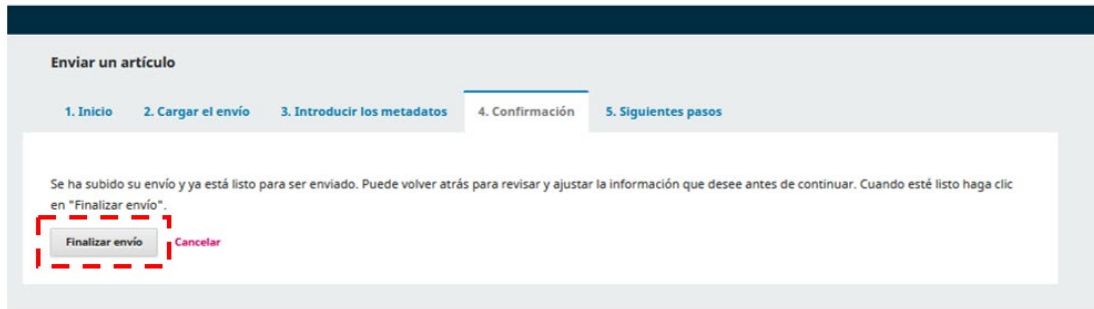 Enviar un artículo
1. Inicio 2. Cargar el envío 3. Introducir los metadatos 4. Confirmación 5. Siguientes pasos
Se ha subido su envío y ya está listo para ser enviado. Puede volver atrás para revisar y ajustar la información que desee antes de continuar. Cuando esté listo haga clic
en "Finalizar envío".
Finalizar envío Cancelar